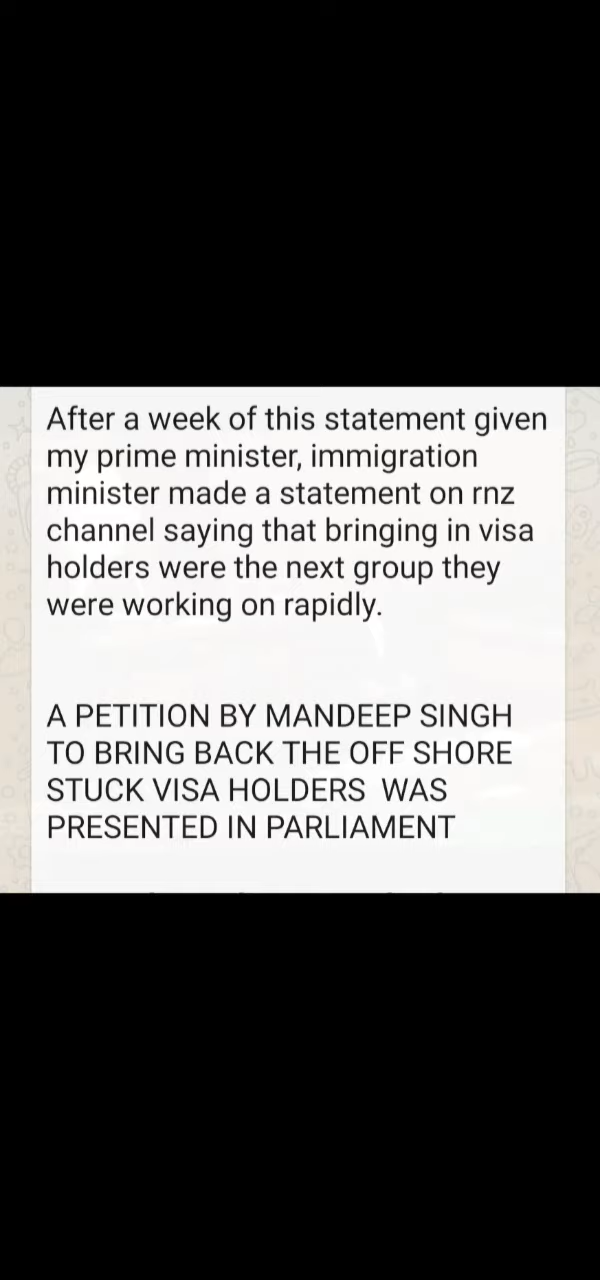 After a week of this statement given
my prime minister, immigration
minister made a statement on rnz
channel saying that bringing in visa
holders were the next group they
were working on rapidly.
A PETITION BY MANDEEP SINGH
TO BRING BACK THE OFF SHORE
STUCK VISA HOLDERS  WAS
PRESENTED IN PARLIAMENT